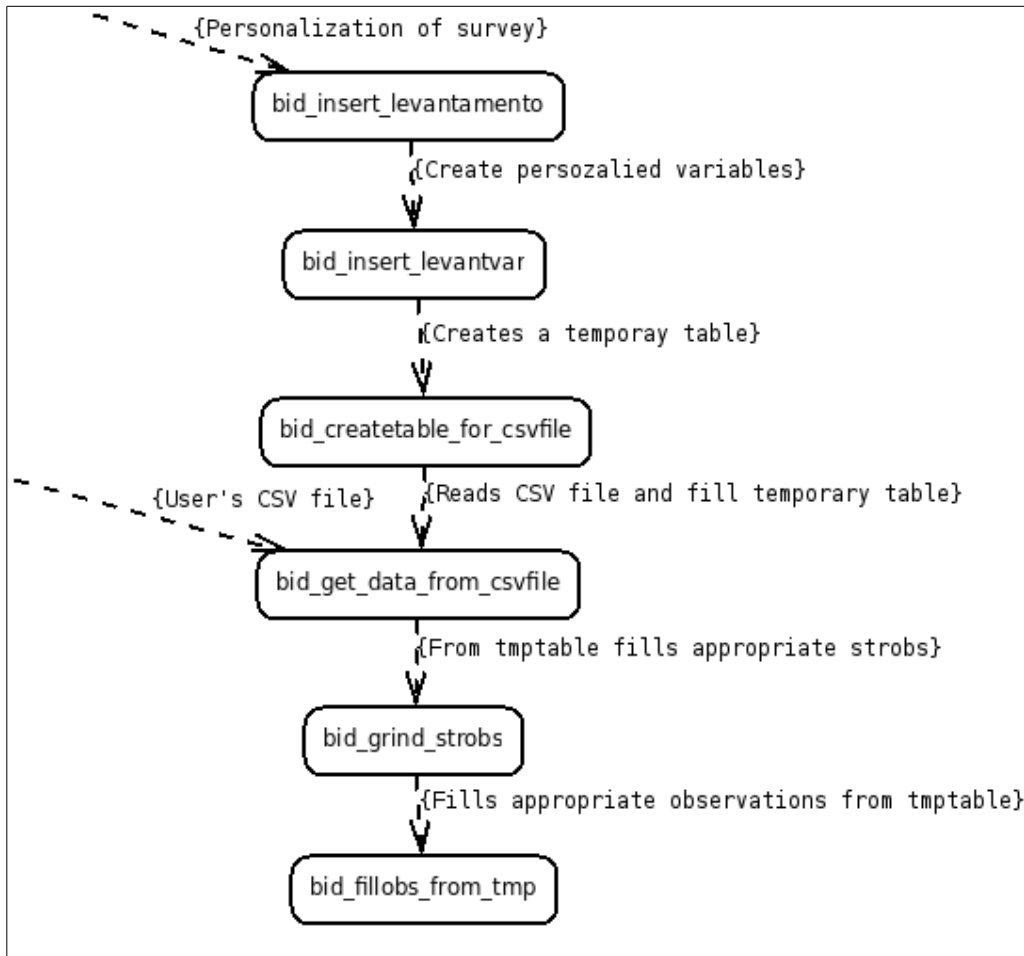 {Personalization of survey}
bid_insert_levantamento
{Create persozalied variables}
bid_insert_levantvar
{Creates a temporay table}
bid_createtable_for_csvfile
{User's CSV file}
{Reads CSV file and fill temporary table}
bid_get_data_from_csvfile
{From tmptable fills appropriate strobs}
bid_grind_strobs
{Fills appropriate observations from tmptable}
bid_fillobs_from_tmp